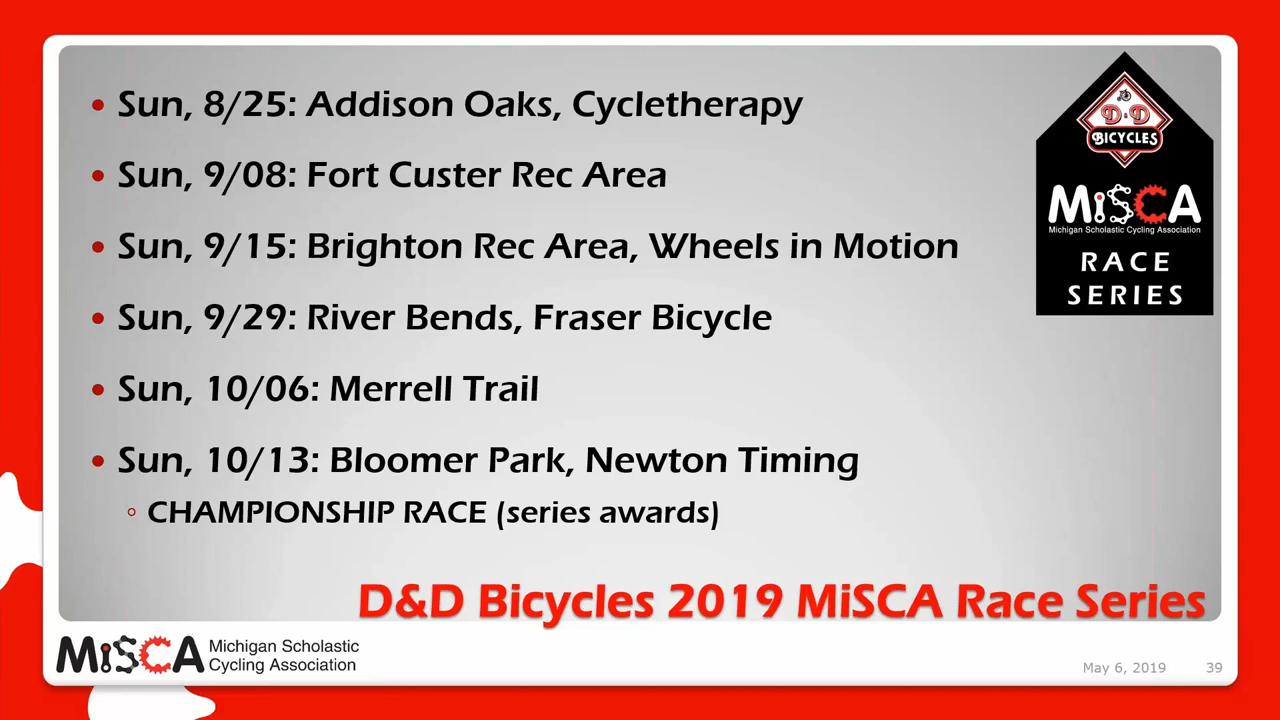 Sun, 8/25: Addison Oaks, Cycletherapy
Sun, 9/08: Fort Custer Rec Area
Sun, 9/15: Brighton Rec Area, Wheels in Motion
Sun, 9/29: River Bends, Fraser Bicycle
Sun, 10/06: Merrell Trail
Sun, 10/13: Bloomer Park, Newton Timing
CHAMPIONSHIP RACE (series awards)
D&D
BICYCLES
MiSCA
Michigan Scholastic Cycling Association
RACE
SERIES
D&D Bicycles 2019 MiSCA Race Series
MiSCA
Michigan Scholastic
Cycling Association
May 6, 2019
39